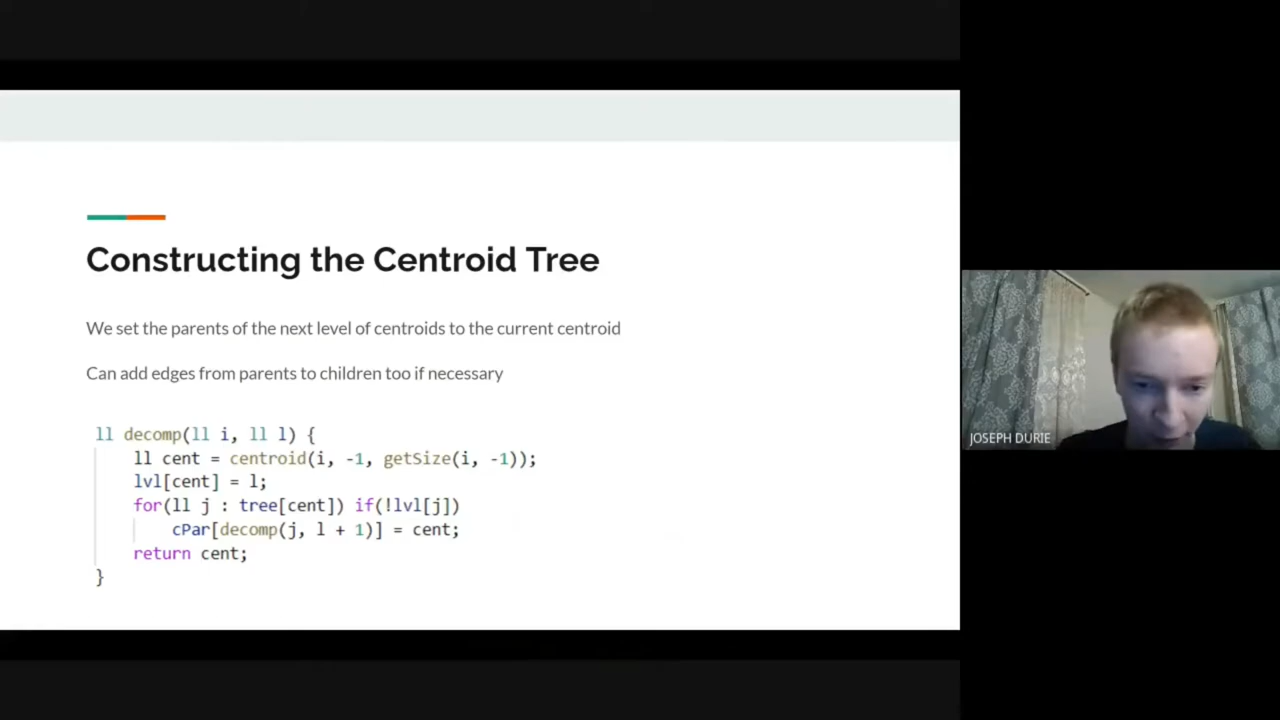 Constructing the Centroid Tree
We set the parents of the next level of centroids to the current centroid
Can add edges from parents to children too if necessary
ll decomp(ll i, ll l) {
ll cent = centroid(i, -1, getSize(i, -1));
lvl[cent] = l;
for(ll j : tree[cent]) if(!lvl[j])
cPar[decomp(j, l + 1)] = cent;
return cent;
}
JOSEPH DURIE